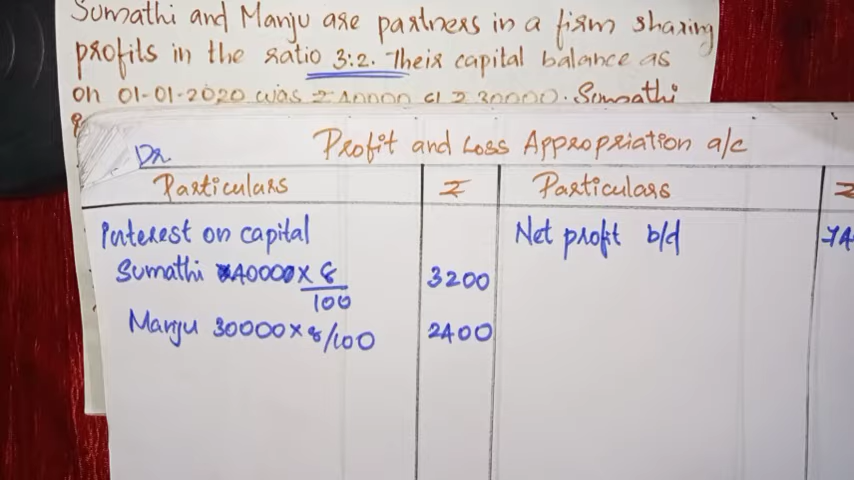 Sumathi and Manju are partners in a firm sharing
profits in the ratio 3:2. Their capital balance as
on 01-01-2020 was ₹ 40000 & ₹ 30000. Sumathi
Profit and Loss Appropriation a/c
Dr
Particulars ₹ Particulars ₹
Interest on capital Net profit b/d
Sumathi 40000 × 8/100 3200
Manju 30000 × 8/100 2400